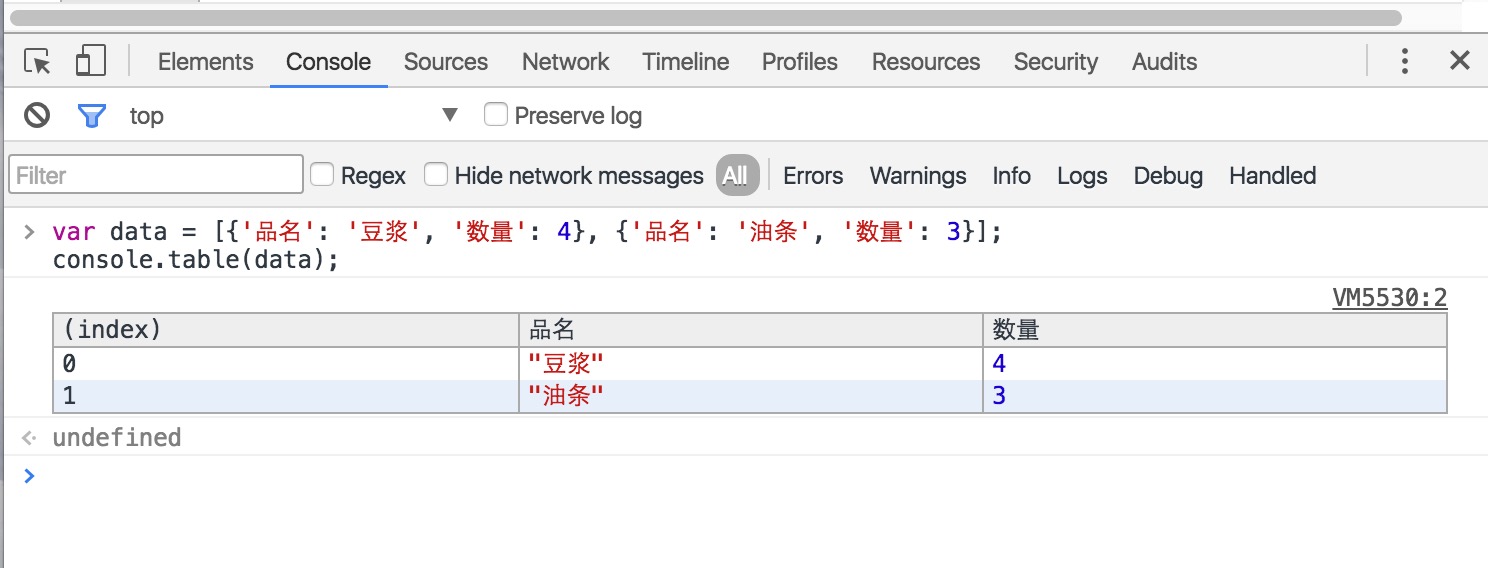 Elements Console Sources Network Timeline Profiles Resources Security Audits
top ▼ Preserve log
Filter Regex Hide network messages All Errors Warnings Info Logs Debug Handled
> var data = [{'品名': '豆浆', '数量': 4}, {'品名': '油条', '数量': 3}];
console.table(data);
VM5530:2
(index) 品名 数量
0 "豆浆" 4
1 "油条" 3
undefined
>